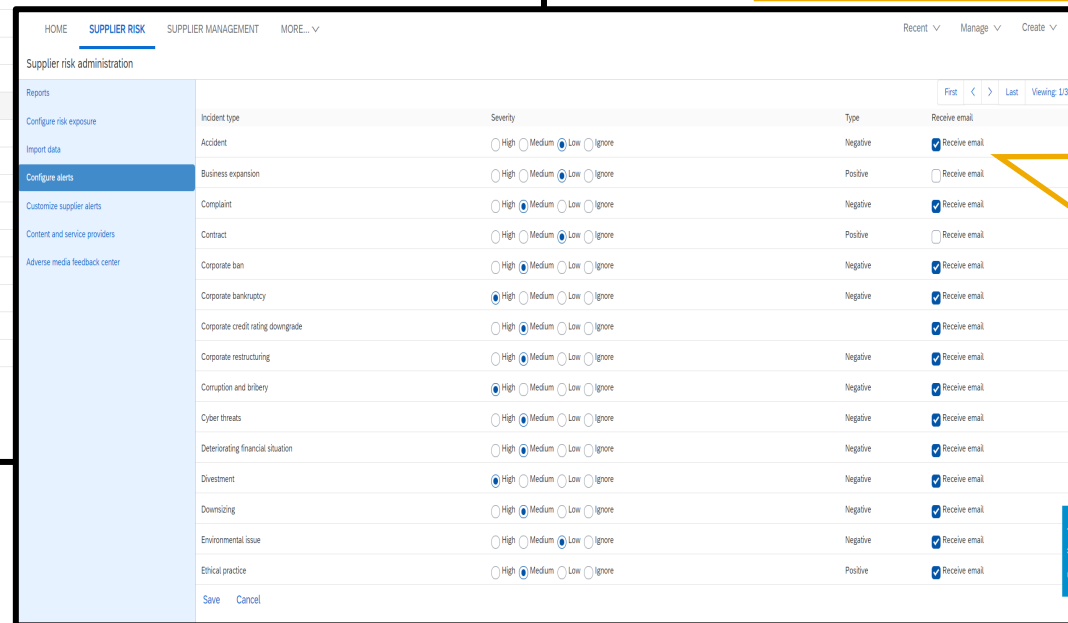 HOME SUPPLIER RISK SUPPLIER MANAGEMENT MORE... Recent Manage Create
Supplier risk administration
Reports
Configure risk exposure
Import data
Configure alerts
Customize supplier alerts
Content and service providers
Adverse media feedback center
First < > Last Viewing: 1/3
Incident type Severity Type Receive email
Accident High Medium Low Ignore Negative Receive email
Business expansion High Medium Low Ignore Positive Receive email
Complaint High Medium Low Ignore Negative Receive email
Contract High Medium Low Ignore Positive Receive email
Corporate ban High Medium Low Ignore Negative Receive email
Corporate bankruptcy High Medium Low Ignore Negative Receive email
Corporate credit rating downgrade High Medium Low Ignore Receive email
Corporate restructuring High Medium Low Ignore Negative Receive email
Corruption and bribery High Medium Low Ignore Negative Receive email
Cyber threats High Medium Low Ignore Negative Receive email
Deteriorating financial situation High Medium Low Ignore Negative Receive email
Divestment High Medium Low Ignore Negative Receive email
Downsizing High Medium Low Ignore Negative Receive email
Environmental issue High Medium Low Ignore Negative Receive email
Ethical practice High Medium Low Ignore Positive Receive email
Save Cancel